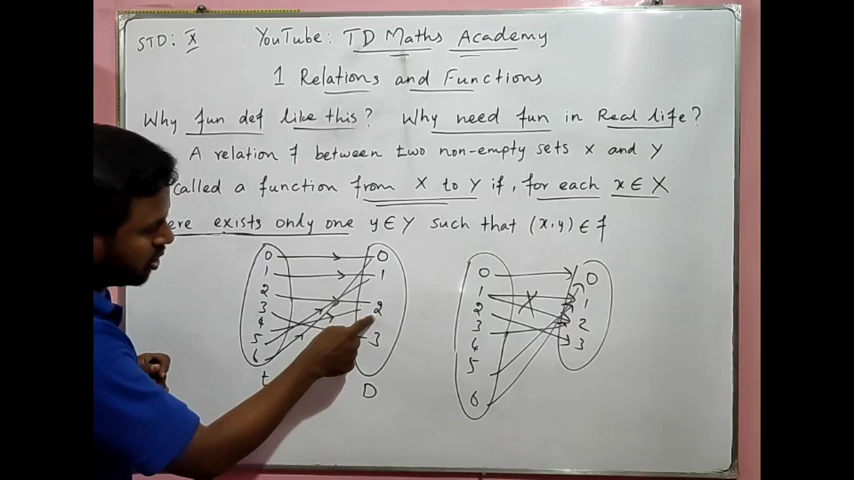 STD: X YouTube: TD Maths Academy
1 Relations and Functions
Why fun def like this? Why need fun in Real life?
A relation f between two non-empty sets X and Y
called a function from X to Y if, for each x ∈ X
ere exists only one y ∈ Y such that (x,y) ∈ f
0 0 0 0
1 1 1 1
2 2 2 2
3 3 3 3
4 4
5 5
6 6
t D